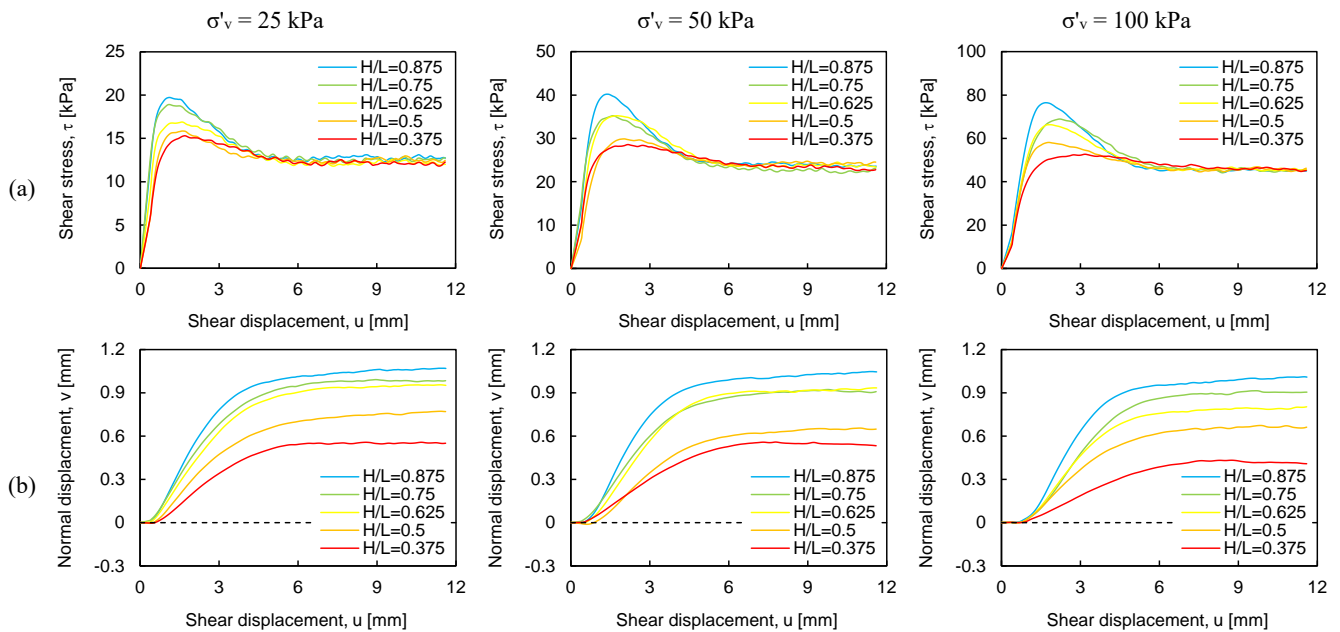 σ'v = 25 kPa
σ'v = 50 kPa
σ'v = 100 kPa
(a)
Shear stress, τ [kPa]
25
20
15
10
5
0
H/L=0.875
H/L=0.75
H/L=0.625
H/L=0.5
H/L=0.375
0 3 6 9 12
Shear displacement, u [mm]
Shear stress, τ [kPa]
50
40
30
20
10
0
H/L=0.875
H/L=0.75
H/L=0.625
H/L=0.5
H/L=0.375
0 3 6 9 12
Shear displacement, u [mm]
Shear stress, τ [kPa]
100
80
60
40
20
0
H/L=0.875
H/L=0.75
H/L=0.625
H/L=0.5
H/L=0.375
0 3 6 9 12
Shear displacement, u [mm]
(b)
Normal displacment, v [mm]
1.2
0.9
0.6
0.3
0
-0.3
H/L=0.875
H/L=0.75
H/L=0.625
H/L=0.5
H/L=0.375
0 3 6 9 12
Shear displacement, u [mm]
Normal displacment, v [mm]
1.2
0.9
0.6
0.3
0
-0.3
H/L=0.875
H/L=0.75
H/L=0.625
H/L=0.5
H/L=0.375
0 3 6 9 12
Shear displacement, u [mm]
Normal displacment, v [mm]
1.2
0.9
0.6
0.3
0
-0.3
H/L=0.875
H/L=0.75
H/L=0.625
H/L=0.5
H/L=0.375
0 3 6 9 12
Shear displacement, u [mm]